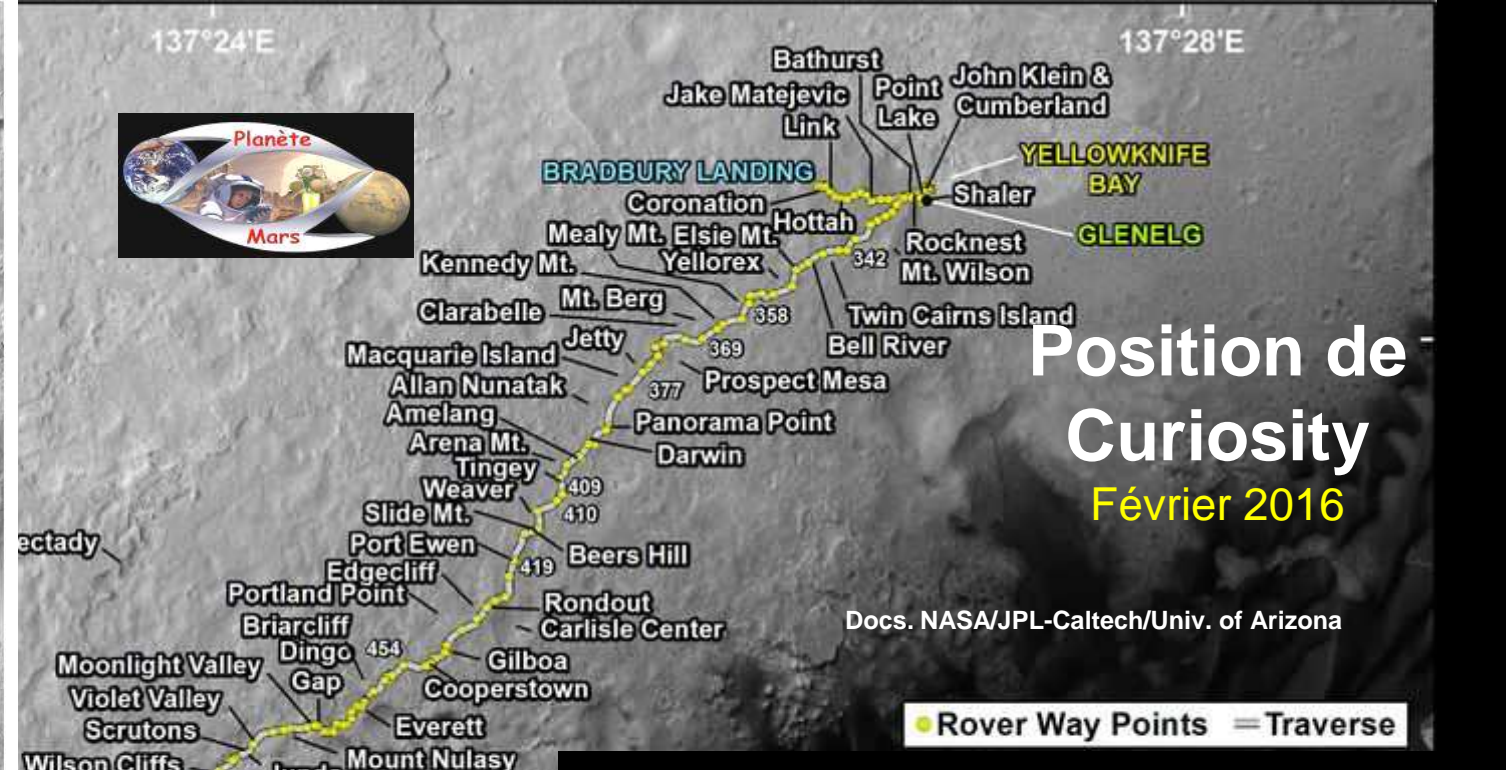 137°24'E
137°28'E
Planète
Mars
Bathurst
Jake Matejevic
Link
Point
Lake
John Klein &
Cumberland
BRADBURY LANDING
YELLOWKNIFE
BAY
Coronation
Hottah
Shaler
GLENELG
Mealy Mt.
Elsie Mt.
Rocknest
Mt. Wilson
342
Kennedy Mt.
Yellorex
Clarabelle
Mt. Berg
358
Twin Cairns Island
Bell River
Jetty
369
Macquarie Island
Prospect Mesa
377
Allan Nunatak
Amelang
Panorama Point
Arena Mt.
Darwin
Tingey
Weaver
409
410
Slide Mt.
Beers Hill
ectady
Port Ewen
419
Edgecliff
Portland Point
Rondout
Carlisle Center
Briarcliff
Dingo
454
Gilboa
Moonlight Valley
Gap
Cooperstown
Violet Valley
Scrutons
Everett
Wilson Cliffs
Mount Nulasy
Position de
Curiosity
Février 2016
Docs. NASA/JPL-Caltech/Univ. of Arizona
Rover Way Points
Traverse